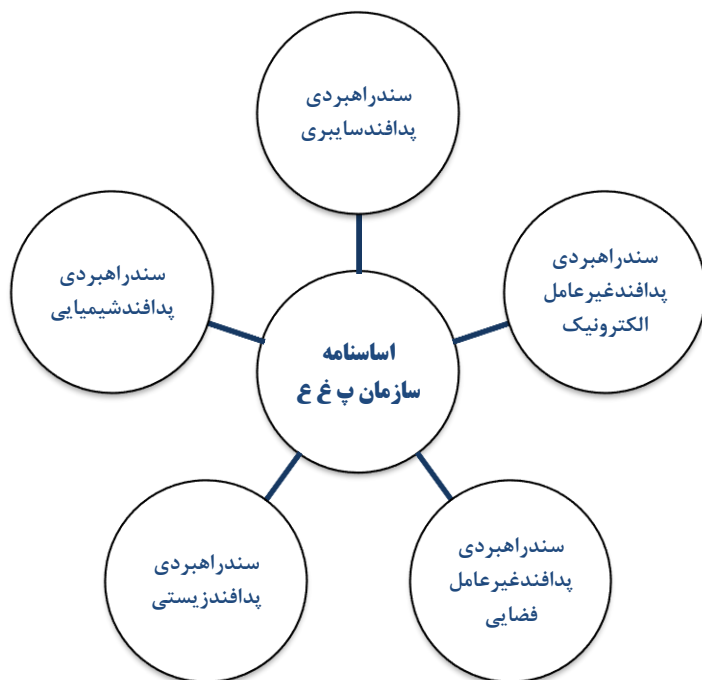 سندراهبردی
پدافندسایبری
سندراهبردی
پدافندغیرعامل
الکترونیک
سندراهبردی
پدافندشیمیایی
اساسنامه
سازمان پ غ ع
سندراهبردی
پدافندغیرعامل
فضایی
سندراهبردی
پدافندزیستی